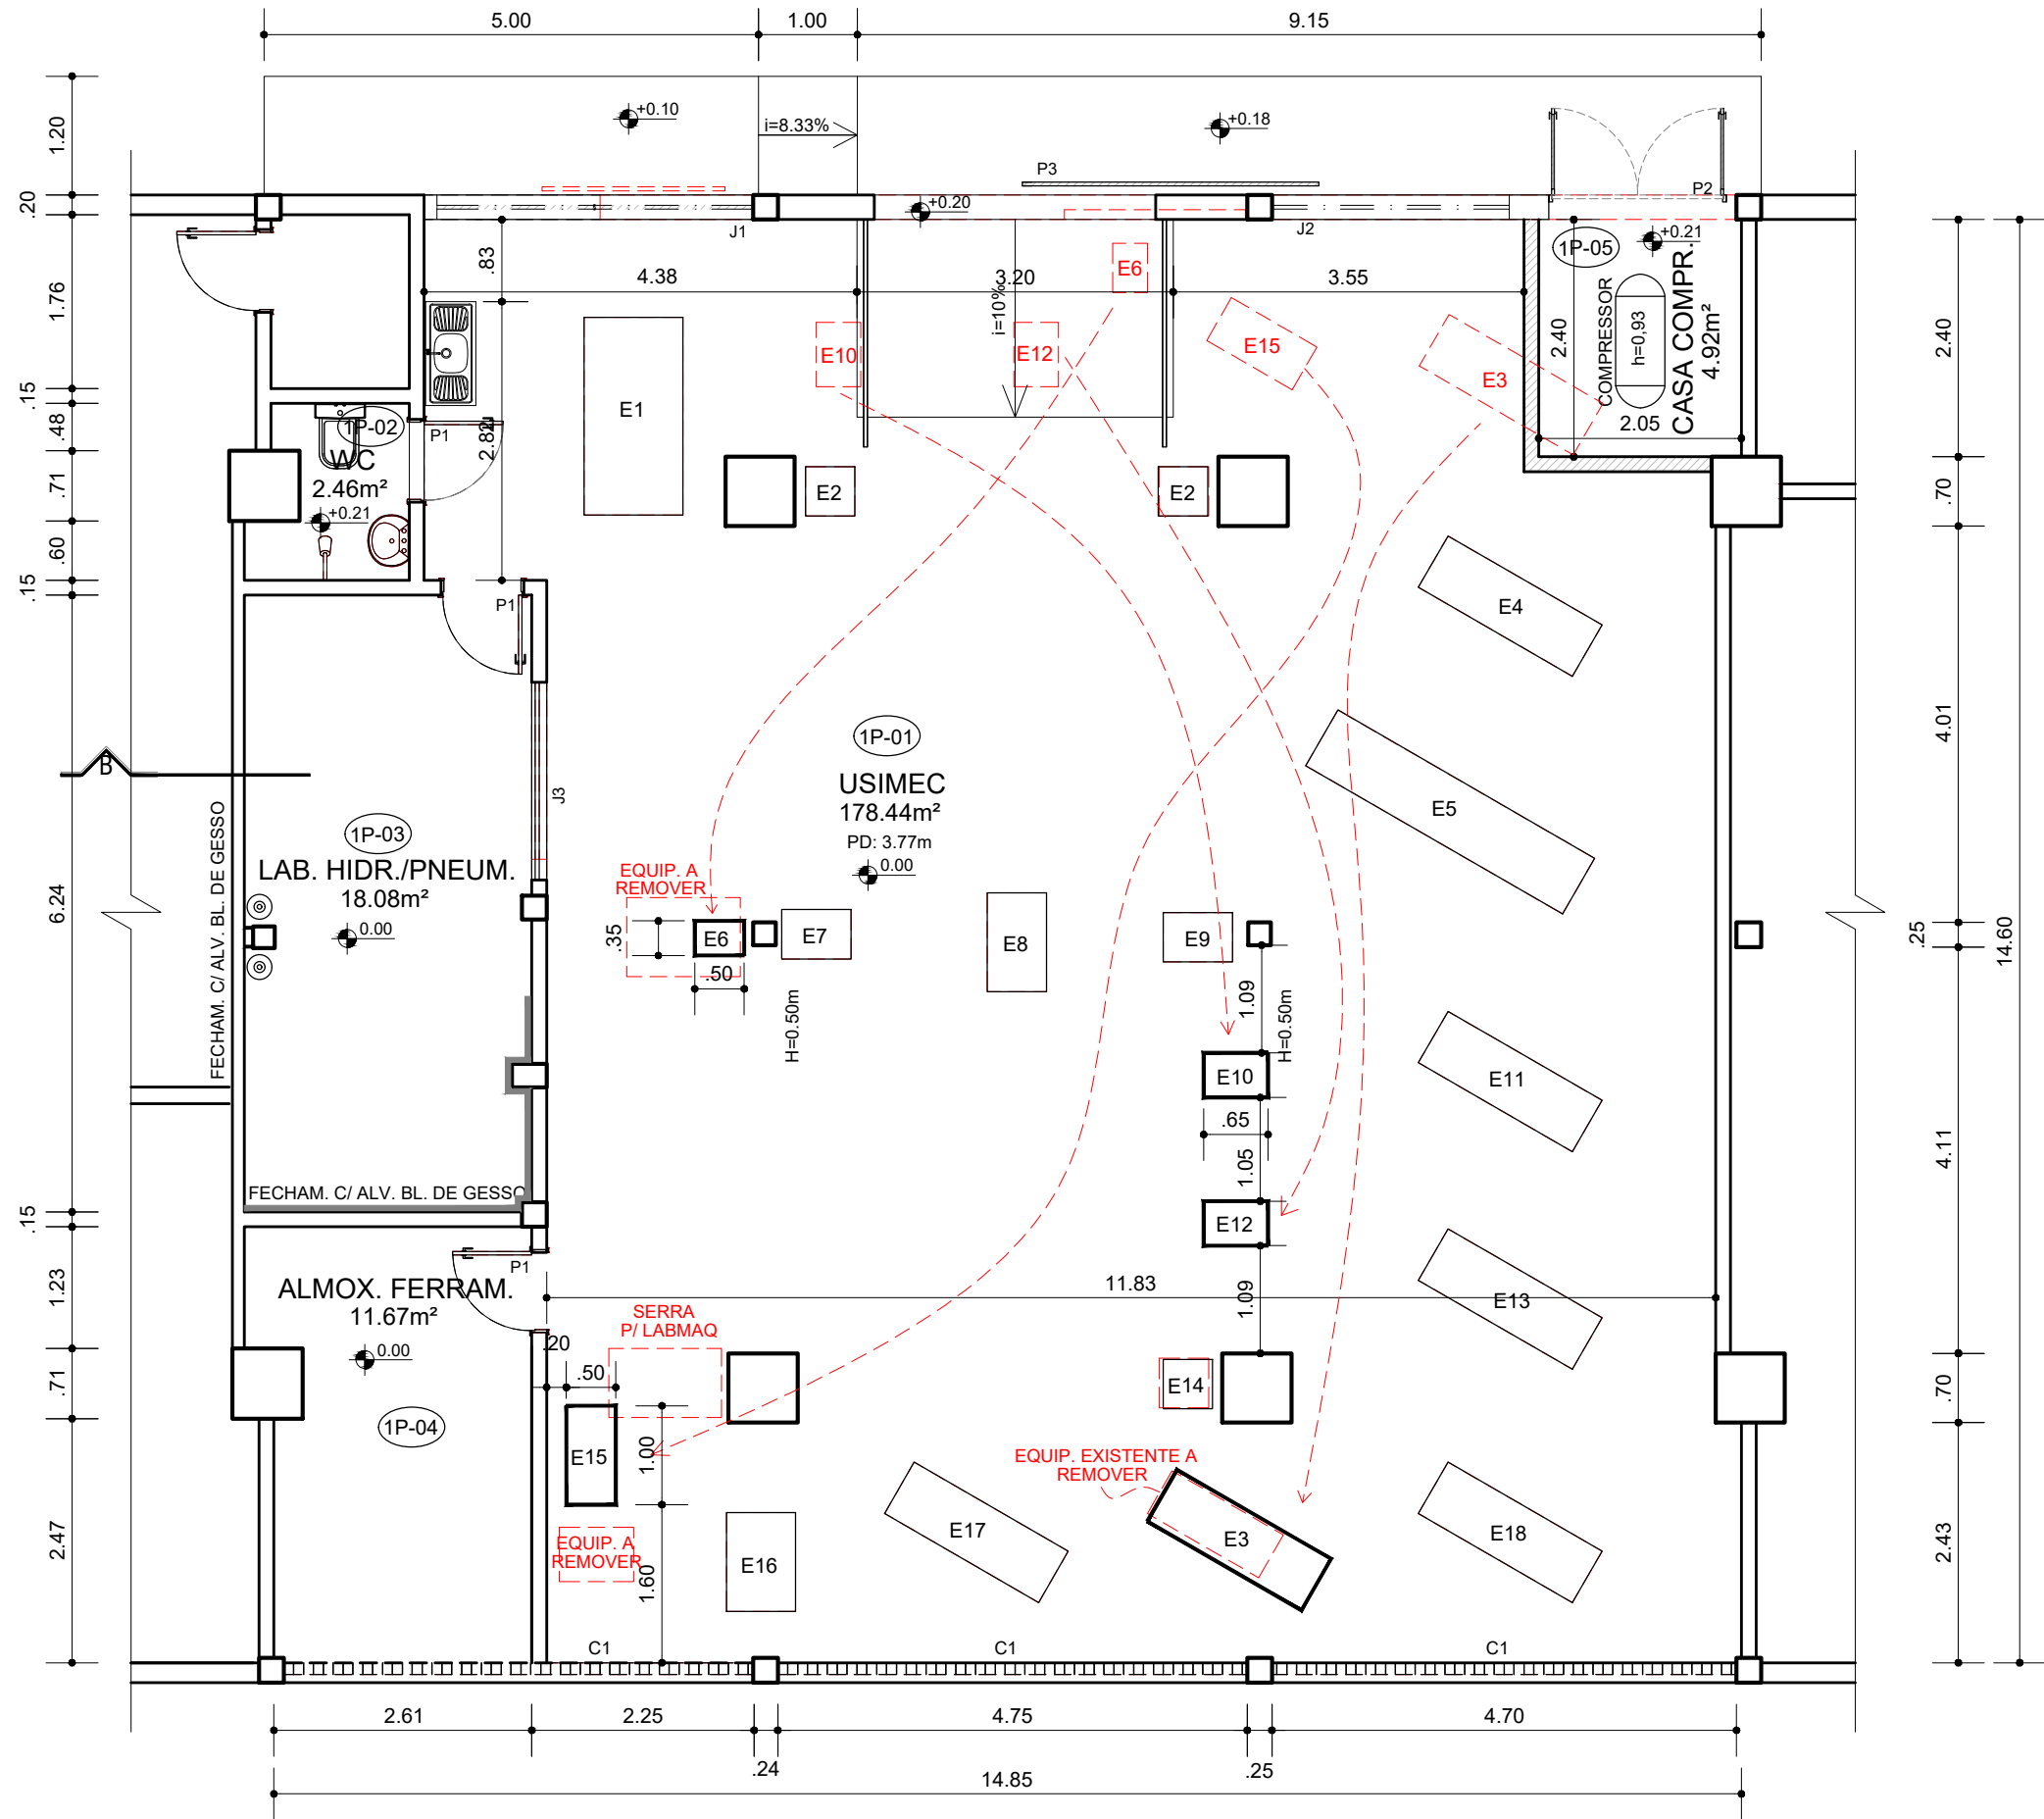 5.00
1.00
9.15
1.20
.20
1.76
.15
.48
.71
.60
.15
6.24
.15
1.23
.71
2.47
+0.10
i=8.33%
+0.18
P3
P2
+0.20
J1
J2
1P-05
+0.21
.83
4.38
3.20
3.55
E6
i=10%
E10
E12
E15
E3
2.40
COMPRESSOR
h=0,93
CASA COMPR.
4.92m²
2.05
E1
2.82
P1
1P-02
WC
2.46m²
+0.21
E2
E2
P1
E4
2.40
.70
4.01
.25
14.60
4.11
.70
2.43
1P-01
USIMEC
178.44m²
PD: 3.77m
0.00
E5
J3
B
FECHAM. C/ ALV. BL. DE GESSO
1P-03
LAB. HIDR./PNEUM.
18.08m²
0.00
EQUIP. A
REMOVER
.35
E6
.50
E7
H=0.50m
E8
E9
1.09
H=0.50m
E10
.65
1.05
E11
E12
1.09
FECHAM. C/ ALV. BL. DE GESSO
P1
ALMOX. FERRAM.
11.67m²
0.00
1P-04
11.83
E13
SERRA
P/ LABMAQ
.20
.50
E14
E15
1.00
EQUIP. A
REMOVER
1.60
E16
E17
EQUIP. EXISTENTE A
REMOVER
E3
E18
C1
C1
C1
2.61
2.25
4.75
4.70
.24
.25
14.85